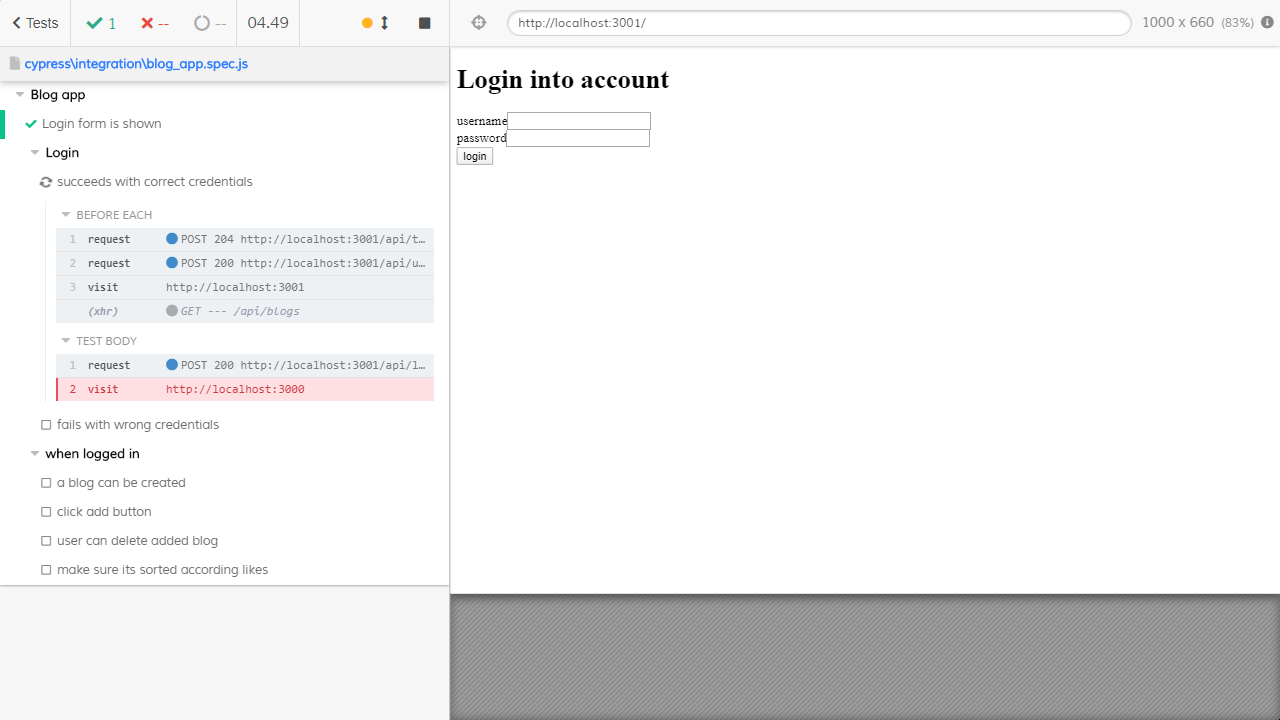 Tests 1 -- -- 04.49
http://localhost:3001/ 1000 x 660 (83%)
cypress\integration\blog_app.spec.js
Blog app
Login form is shown
Login
succeeds with correct credentials
BEFORE EACH
1 request POST 204 http://localhost:3001/api/t…
2 request POST 200 http://localhost:3001/api/u…
3 visit http://localhost:3001
(xhr) GET --- /api/blogs
TEST BODY
1 request POST 200 http://localhost:3001/api/l…
2 visit http://localhost:3000
fails with wrong credentials
when logged in
a blog can be created
click add button
user can delete added blog
make sure its sorted according likes
Login into account
username
password
login